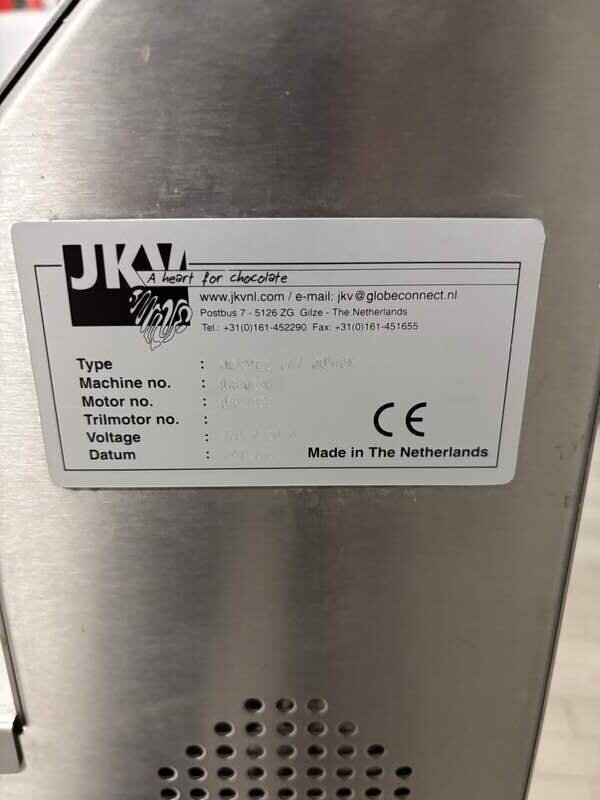 JKV
A heart for chocolate
www.jkvnl.com / e-mail: jkv@globeconnect.nl
Postbus 7 - 5126 ZG Gilze - The Netherlands
Tel.: +31(0)161-452290 Fax: +31(0)161-451655
Type :
Machine no. :
Motor no. :
Trilmotor no. :
Voltage :
Datum :
CE
Made in The Netherlands